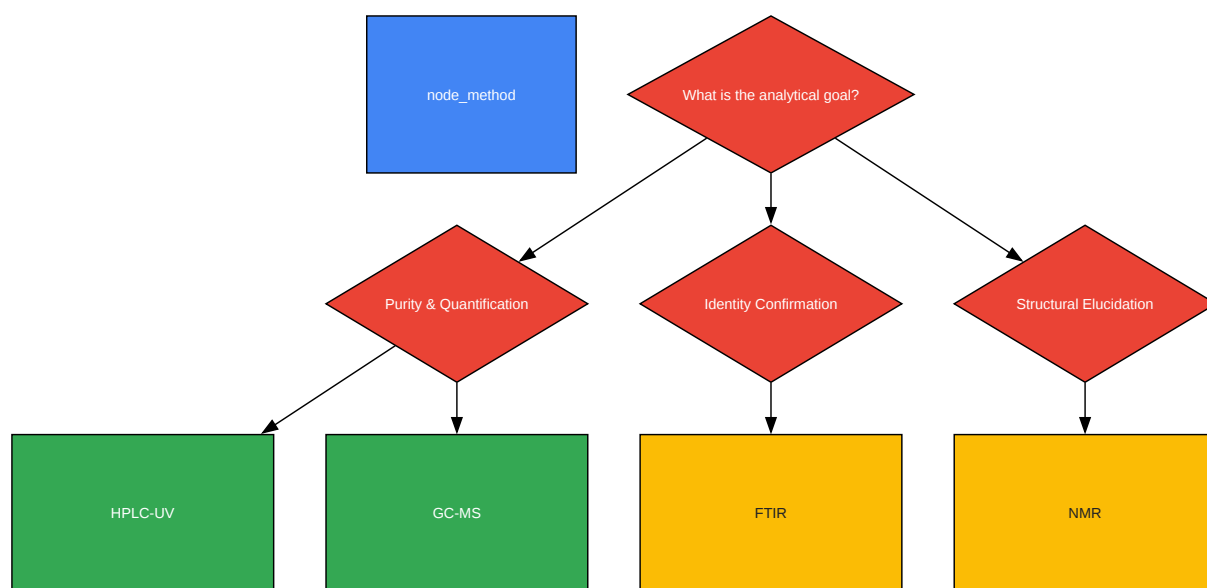 node_method
What is the analytical goal?
Purity & Quantification
Identity Confirmation
Structural Elucidation
HPLC-UV
GC-MS
FTIR
NMR